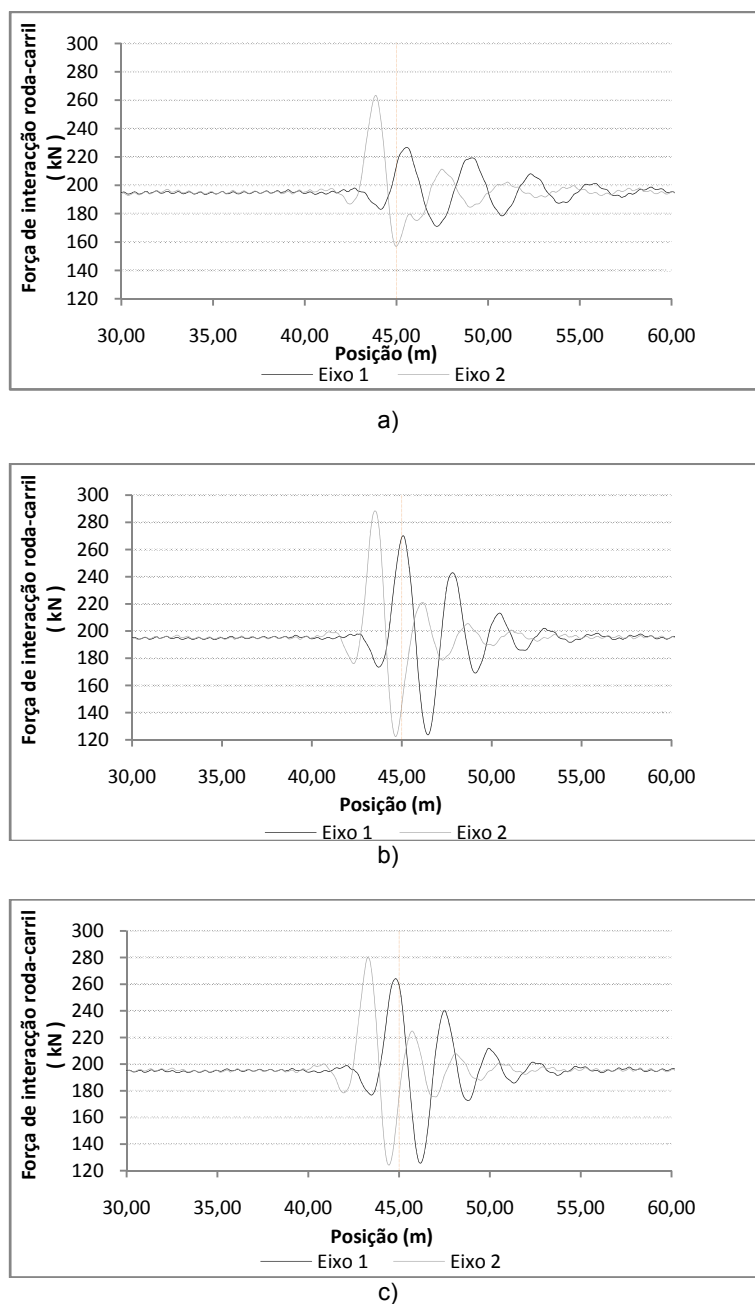 Força de interacção roda-carril
( kN )
300
280
260
240
220
200
180
160
140
120
30,00 35,00 40,00 45,00 50,00 55,00 60,00
Posição (m)
Eixo 1 Eixo 2
a)
Força de interacção roda-carril
( kN )
300
280
260
240
220
200
180
160
140
120
30,00 35,00 40,00 45,00 50,00 55,00 60,00
Posição (m)
Eixo 1 Eixo 2
b)
Força de interacção roda-carril
( kN )
300
280
260
240
220
200
180
160
140
120
30,00 35,00 40,00 45,00 50,00 55,00 60,00
Posição (m)
Eixo 1 Eixo 2
c)